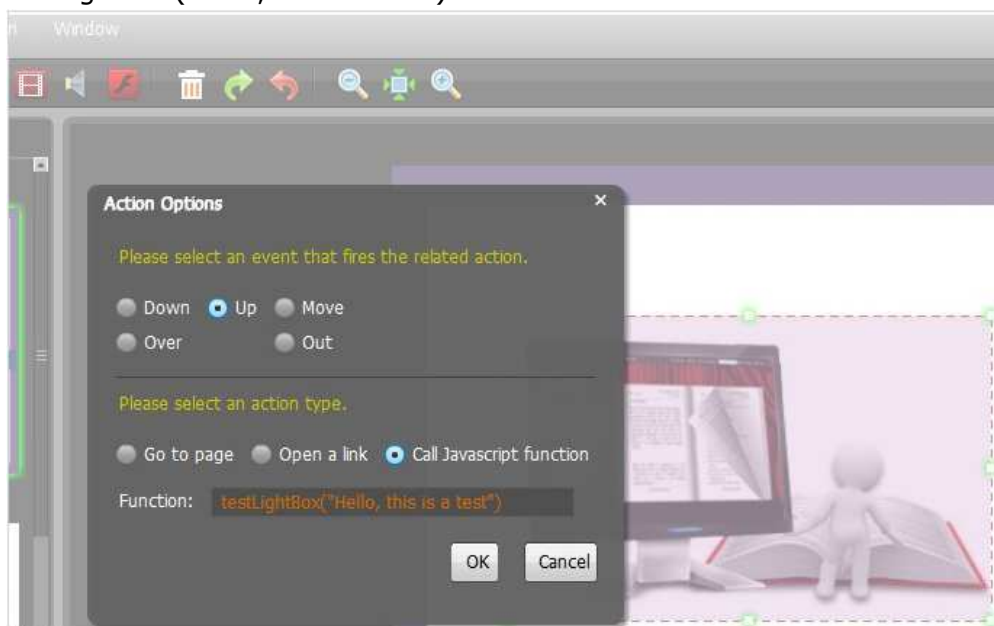 Window
Action Options
Please select an event that fires the related action.
Down Up Move
Over Out
Please select an action type.
Go to page Open a link Call Javascript function
Function: testLightBox("Hello, this is a test")
OK Cancel